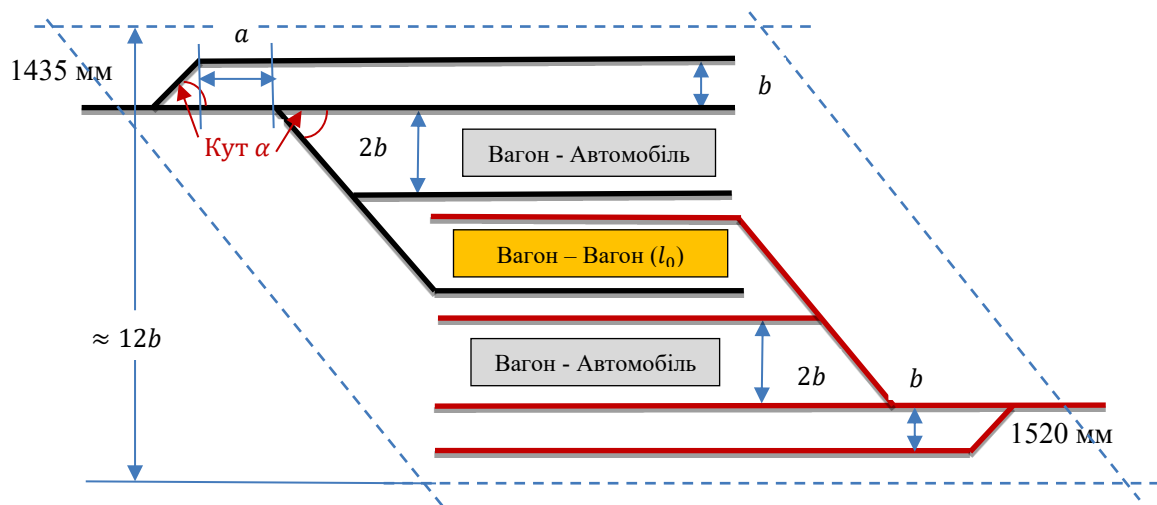 a
1435 мм
b
Кут α
2b
Вагон - Автомобіль
Вагон – Вагон (l₀)
≈ 12b
Вагон - Автомобіль
2b
b
1520 мм